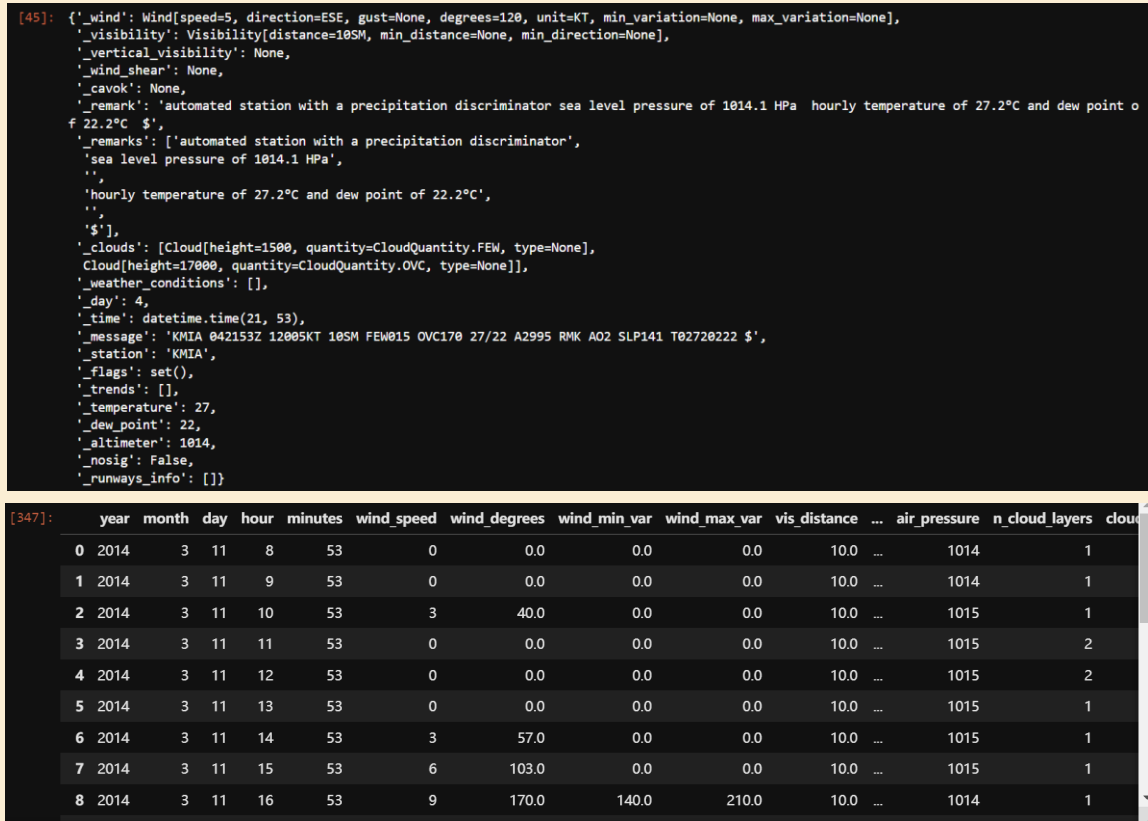 [45]: {'_wind': Wind[speed=5, direction=ESE, gust=None, degrees=120, unit=KT, min_variation=None, max_variation=None],
'_visibility': Visibility[distance=10SM, min_distance=None, min_direction=None],
'_vertical_visibility': None,
'_wind_shear': None,
'_cavok': None,
'_remark': 'automated station with a precipitation discriminator sea level pressure of 1014.1 HPa  hourly temperature of 27.2°C and dew point o
f 22.2°C  $',
'_remarks': ['automated station with a precipitation discriminator',
'sea level pressure of 1014.1 HPa',
'',
'hourly temperature of 27.2°C and dew point of 22.2°C',
'',
'$'],
'_clouds': [Cloud[height=1500, quantity=CloudQuantity.FEW, type=None],
Cloud[height=17000, quantity=CloudQuantity.OVC, type=None]],
'_weather_conditions': [],
'_day': 4,
'_time': datetime.time(21, 53),
'_message': 'KMIA 042153Z 12005KT 10SM FEW015 OVC170 27/22 A2995 RMK AO2 SLP141 T02720222 $',
'_station': 'KMIA',
'_flags': set(),
'_trends': [],
'_temperature': 27,
'_dew_point': 22,
'_altimeter': 1014,
'_nosig': False,
'_runways_info': []}
[347]: year month day hour minutes wind_speed wind_degrees wind_min_var wind_max_var vis_distance ... air_pressure n_cloud_layers clou
0 2014 3 11 8 53 0 0.0 0.0 0.0 10.0 ... 1014 1
1 2014 3 11 9 53 0 0.0 0.0 0.0 10.0 ... 1014 1
2 2014 3 11 10 53 3 40.0 0.0 0.0 10.0 ... 1015 1
3 2014 3 11 11 53 0 0.0 0.0 0.0 10.0 ... 1015 2
4 2014 3 11 12 53 0 0.0 0.0 0.0 10.0 ... 1015 2
5 2014 3 11 13 53 0 0.0 0.0 0.0 10.0 ... 1015 1
6 2014 3 11 14 53 3 57.0 0.0 0.0 10.0 ... 1015 1
7 2014 3 11 15 53 6 103.0 0.0 0.0 10.0 ... 1015 1
8 2014 3 11 16 53 9 170.0 140.0 210.0 10.0 ... 1014 1